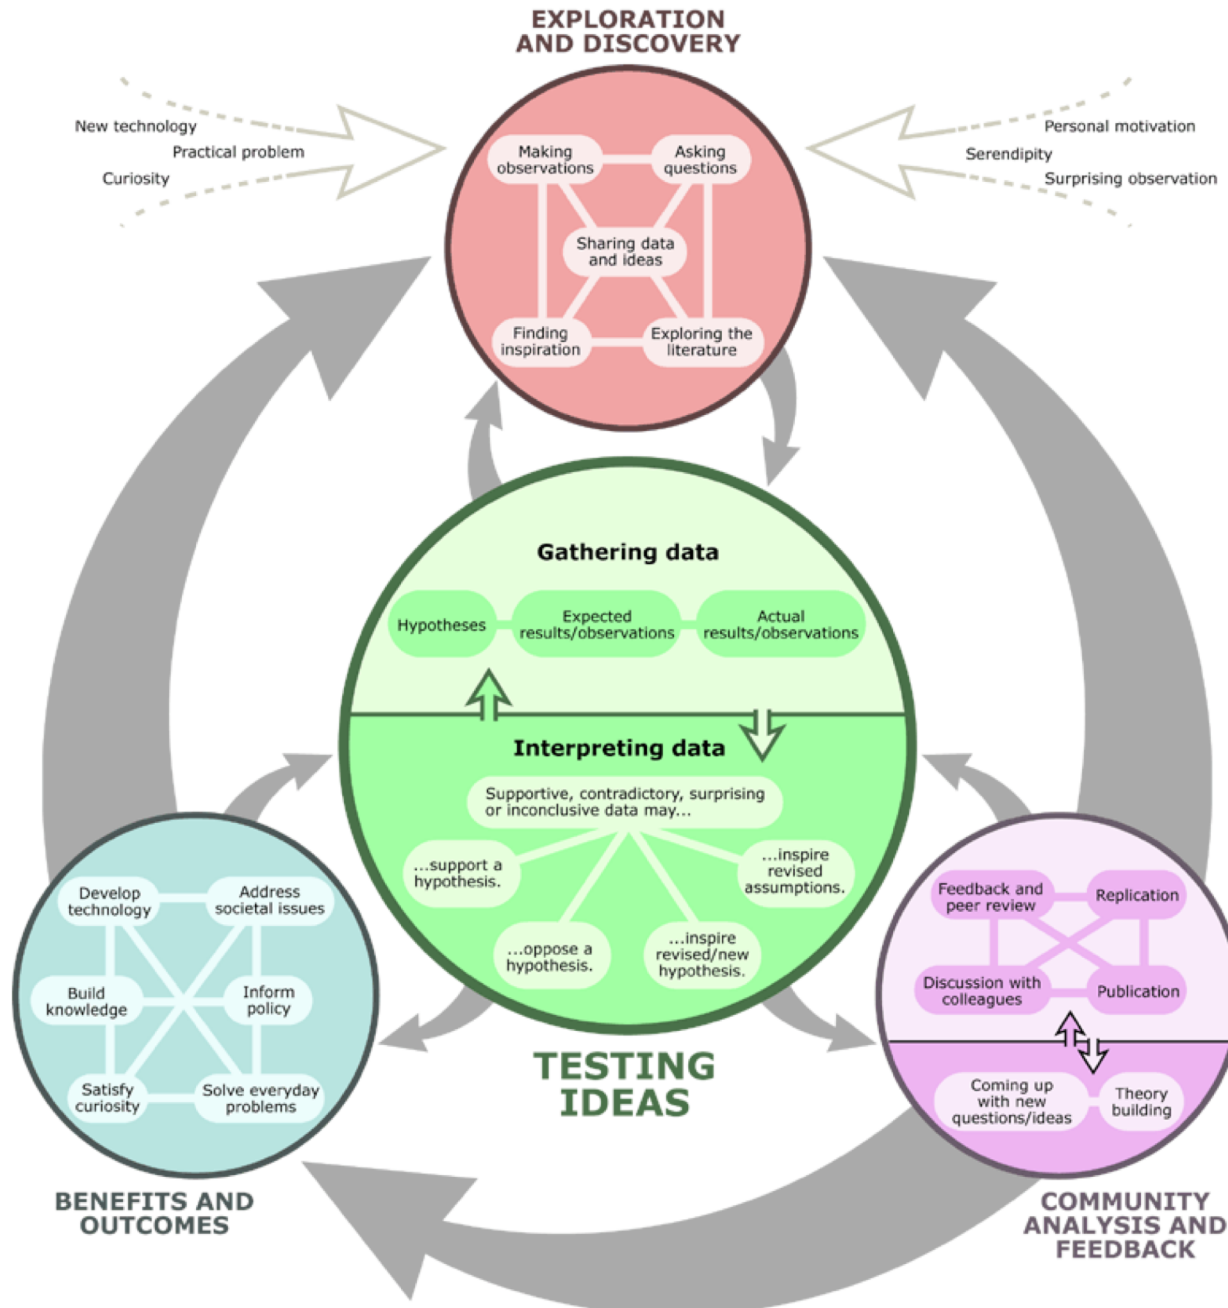 EXPLORATION
AND DISCOVERY
New technology
Practical problem
Curiosity
Personal motivation
Serendipity
Surprising observation
Making
observations
Asking
questions
Sharing data
and ideas
Finding
inspiration
Exploring the
literature
Gathering data
Hypotheses
Expected
results/observations
Actual
results/observations
Interpreting data
Supportive, contradictory, surprising
or inconclusive data may...
...support a
hypothesis.
...oppose a
hypothesis.
...inspire
revised/new
hypothesis.
...inspire
revised
assumptions.
TESTING
IDEAS
Develop
technology
Address
societal issues
Build
knowledge
Inform
policy
Satisfy
curiosity
Solve everyday
problems
BENEFITS AND
OUTCOMES
Feedback and
peer review
Replication
Discussion with
colleagues
Publication
Coming up
with new
questions/ideas
Theory
building
COMMUNITY
ANALYSIS AND
FEEDBACK